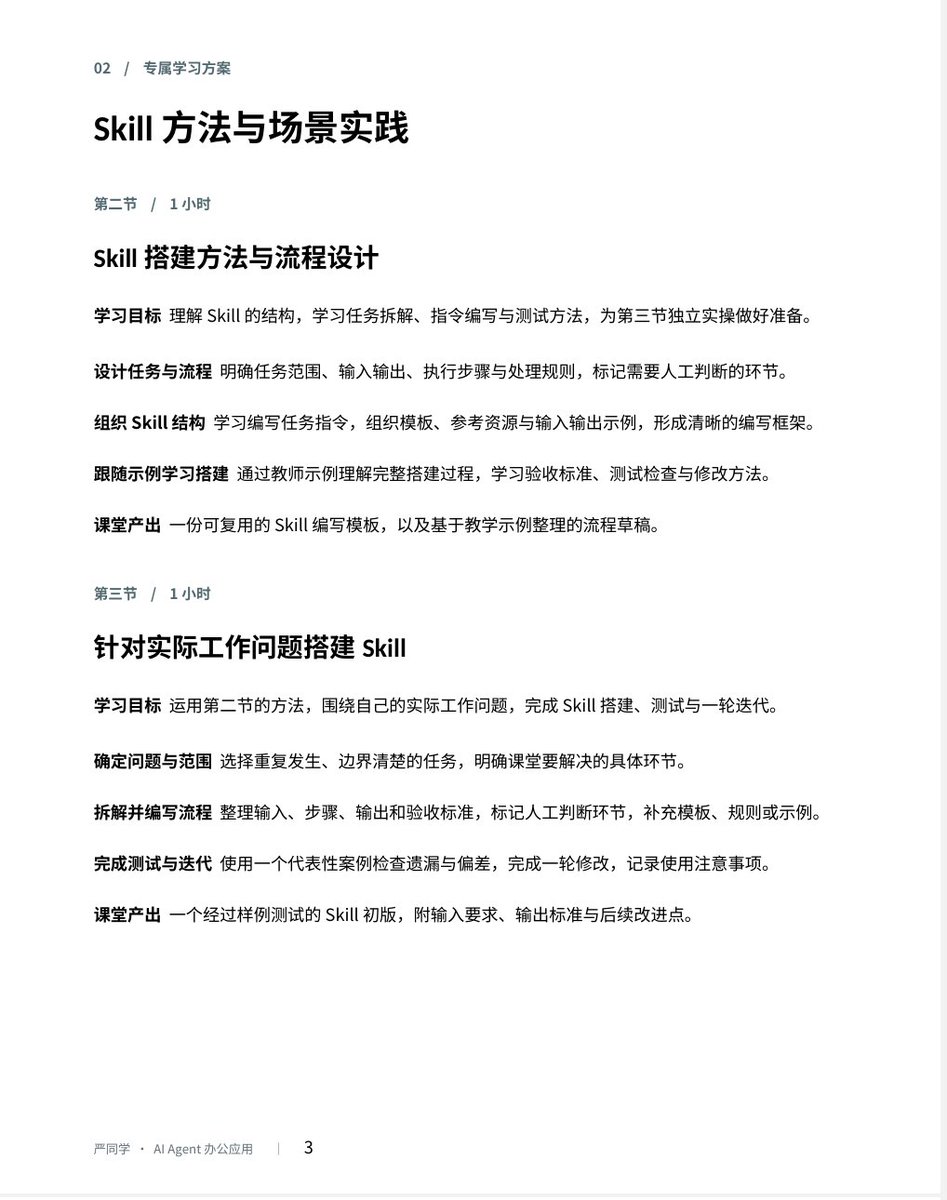 02 / 专属学习方案
Skill 方法与场景实践
第二节 / 1 小时
Skill 搭建方法与流程设计
学习目标 理解 Skill 的结构，学习任务拆解、指令编写与测试方法，为第三节独立实操做好准备。
设计任务与流程 明确任务范围、输入输出、执行步骤与处理规则，标记需要人工判断的环节。
组织 Skill 结构 学习编写任务指令，组织模板、参考资源与输入输出示例，形成清晰的编写框架。
跟随示例学习搭建 通过教师示例理解完整搭建过程，学习验收标准、测试检查与修改方法。
课堂产出 一份可复用的 Skill 编写模板，以及基于教学示例整理的流程草稿。
第三节 / 1 小时
针对实际工作问题搭建 Skill
学习目标 运用第二节的方法，围绕自己的实际工作问题，完成 Skill 搭建、测试与一轮迭代。
确定问题与范围 选择重复发生、边界清楚的任务，明确课堂要解决的具体环节。
拆解并编写流程 整理输入、步骤、输出和验收标准，标记人工判断环节，补充模板、规则或示例。
完成测试与迭代 使用一个代表性案例检查遗漏与偏差，完成一轮修改，记录使用注意事项。
课堂产出 一个经过样例测试的 Skill 初版，附输入要求、输出标准与后续改进点。
严同学 · AI Agent 办公应用 | 3